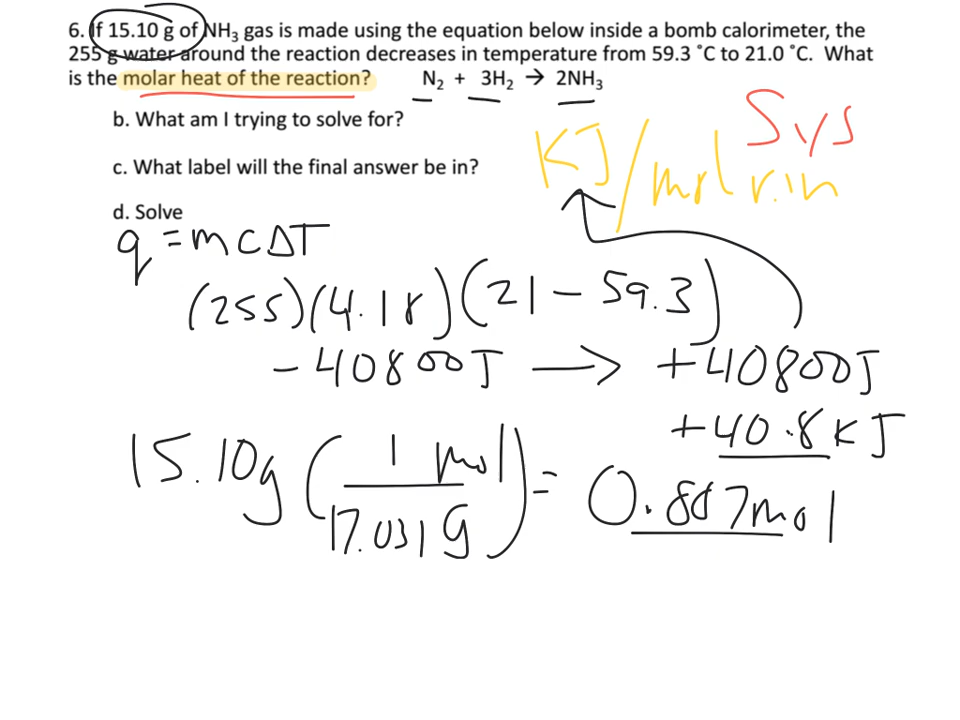 6. If 15.10 g of NH₃ gas is made using the equation below inside a bomb calorimeter, the
255 g water around the reaction decreases in temperature from 59.3 ˚C to 21.0 ˚C. What
is the molar heat of the reaction? N₂ + 3H₂ → 2NH₃
b. What am I trying to solve for?
c. What label will the final answer be in?
KJ/mol rxn
Sys
d. Solve
q = mCΔT
(255)(4.18)(21 - 59.3)
- 40800J → +40800J
+40.8KJ
15.10g (1 mol / 17.031g) = 0.887mol